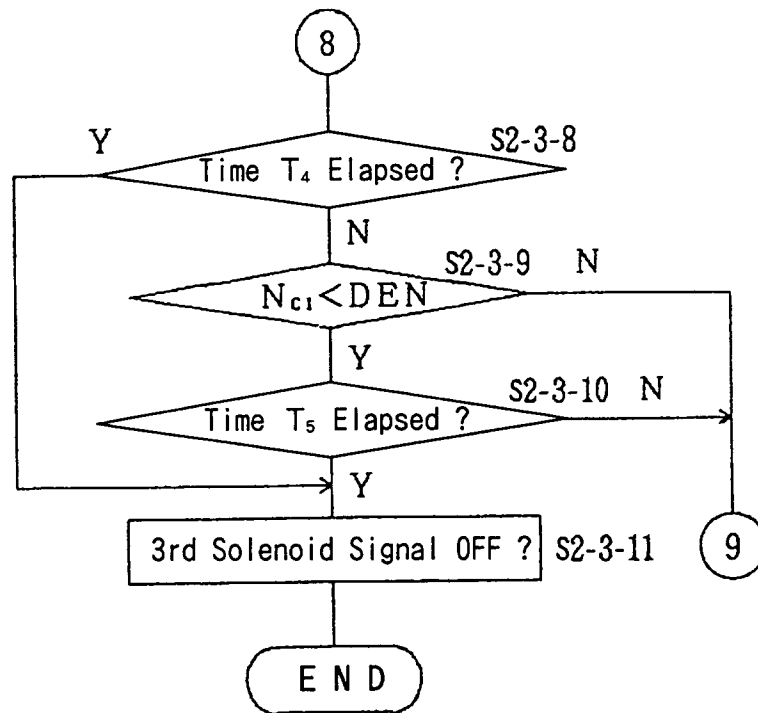 8
Y
S2-3-8
Time T₄ Elapsed ?
N
S2-3-9 N
N_C1<DEN
Y
S2-3-10 N
Time T₅ Elapsed ?
Y
3rd Solenoid Signal OFF ? S2-3-11
9
END